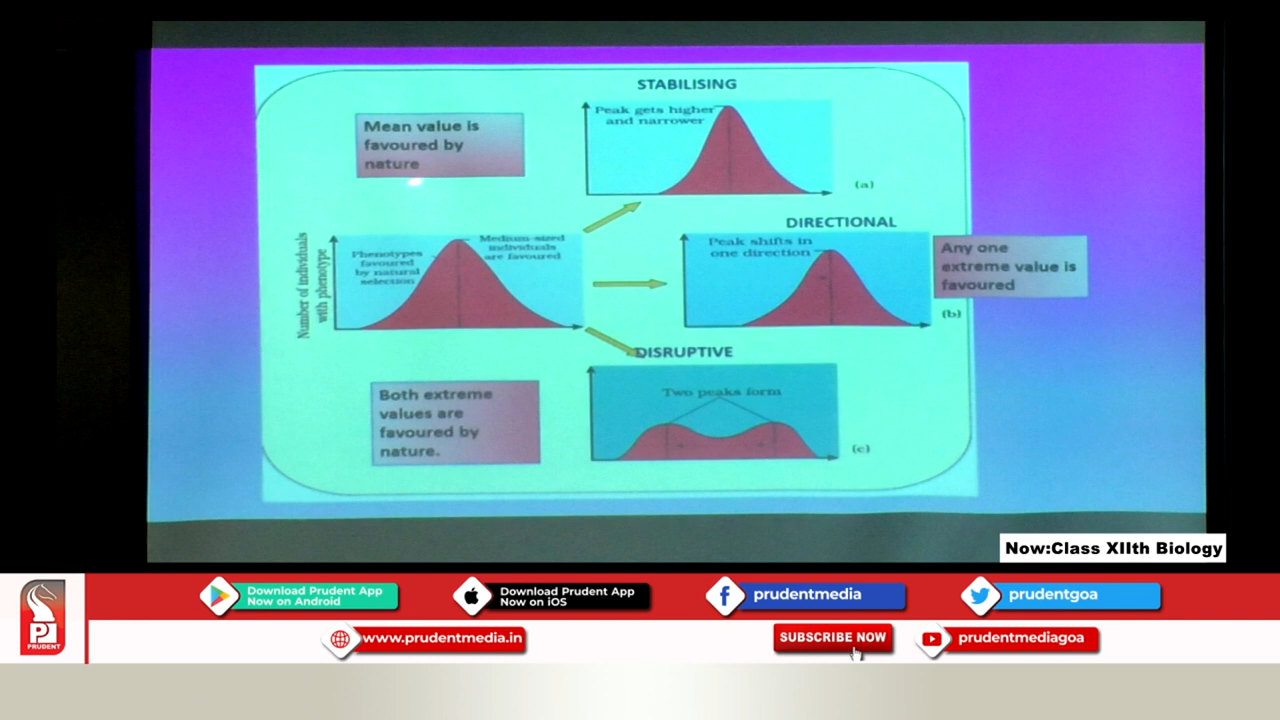 STABILISING
Peak gets higher
and narrower
(a)
Mean value is
favoured by
nature
DIRECTIONAL
Peak shifts in
one direction
(b)
Any one
extreme value is
favoured
Number of individuals
with phenotype
Phenotypes
favoured
by natural
selection
Medium-sized
individuals
are favoured
DISRUPTIVE
Two peaks form
(c)
Both extreme
values are
favoured by
nature.
Now:Class XIIth Biology
PRUDENT
Download Prudent App
Now on Android
Download Prudent App
Now on iOS
prudentmedia
prudentgoa
www.prudentmedia.in
SUBSCRIBE NOW
prudentmediagoa